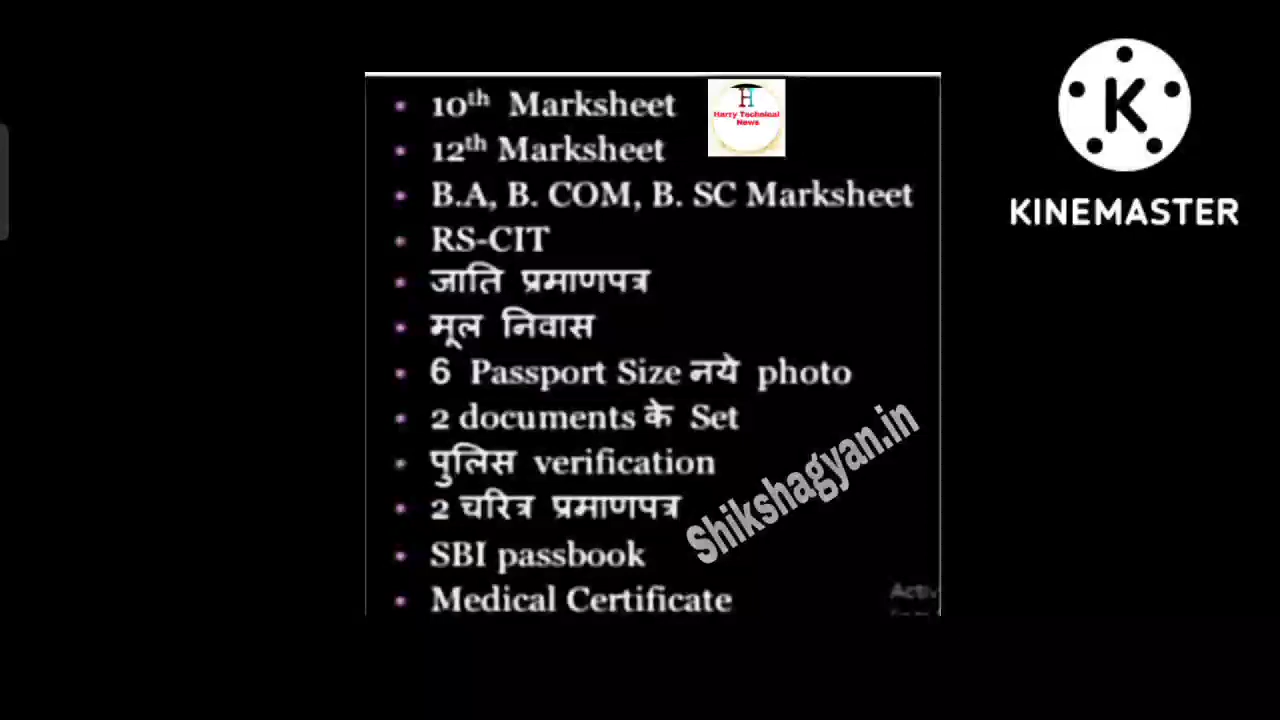 10th Marksheet
12th Marksheet
B.A, B. COM, B. SC Marksheet
RS-CIT
जाति प्रमाणपत्र
मूल निवास
6 Passport Size नये photo
2 documents के Set
पुलिस verification
2 चरित्र प्रमाणपत्र
SBI passbook
Medical Certificate
H
Harry Technical
News
K
KINEMASTER
Shikshagyan.in
Activ